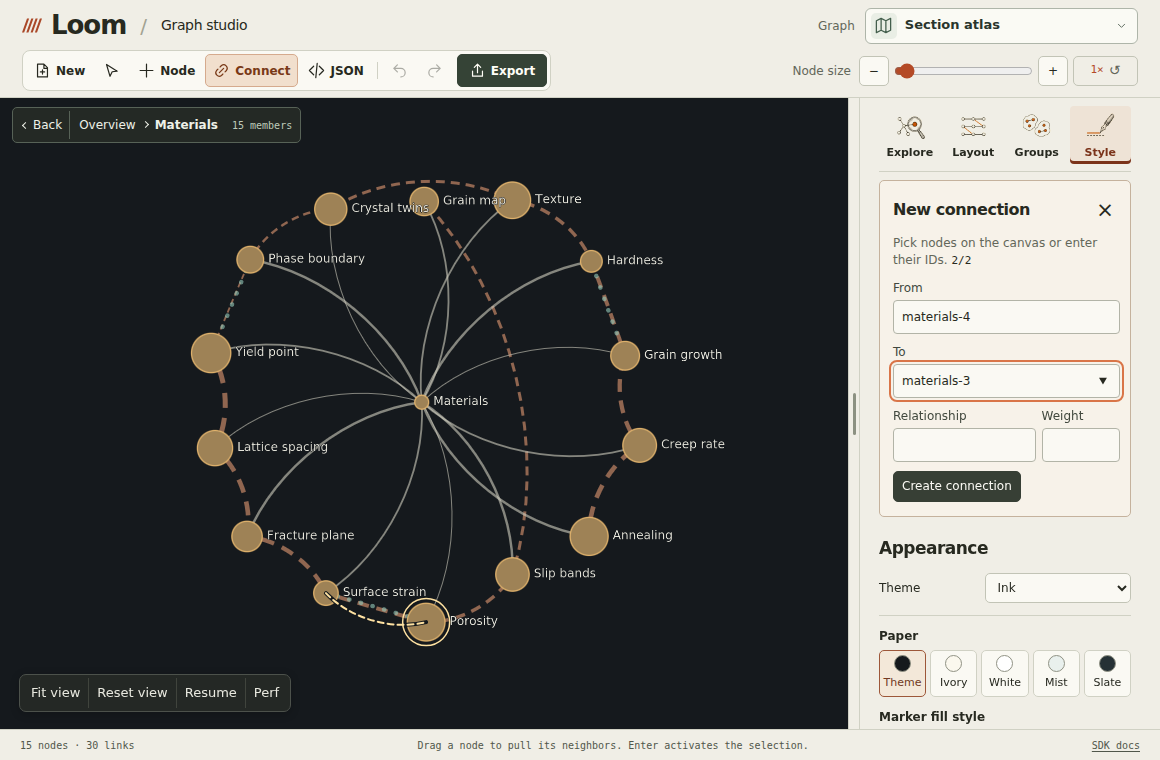 Loom / Graph studio
Graph
Section atlas
New
Node
Connect
JSON
Export
Node size
−
+
1× ↺
Back
Overview
Materials
15 members
Explore
Layout
Groups
Style
Crystal twins
Grain map
Texture
Phase boundary
Hardness
Yield point
Grain growth
Materials
Lattice spacing
Creep rate
Fracture plane
Annealing
Slip bands
Surface strain
Porosity
New connection
Pick nodes on the canvas or enter
their IDs. 2/2
From
materials-4
To
materials-3
Relationship
Weight
Create connection
Appearance
Theme
Ink
Paper
Theme
Ivory
White
Mist
Slate
Marker fill style
Fit view
Reset view
Resume
Perf
15 nodes · 30 links
Drag a node to pull its neighbors. Enter activates the selection.
SDK docs